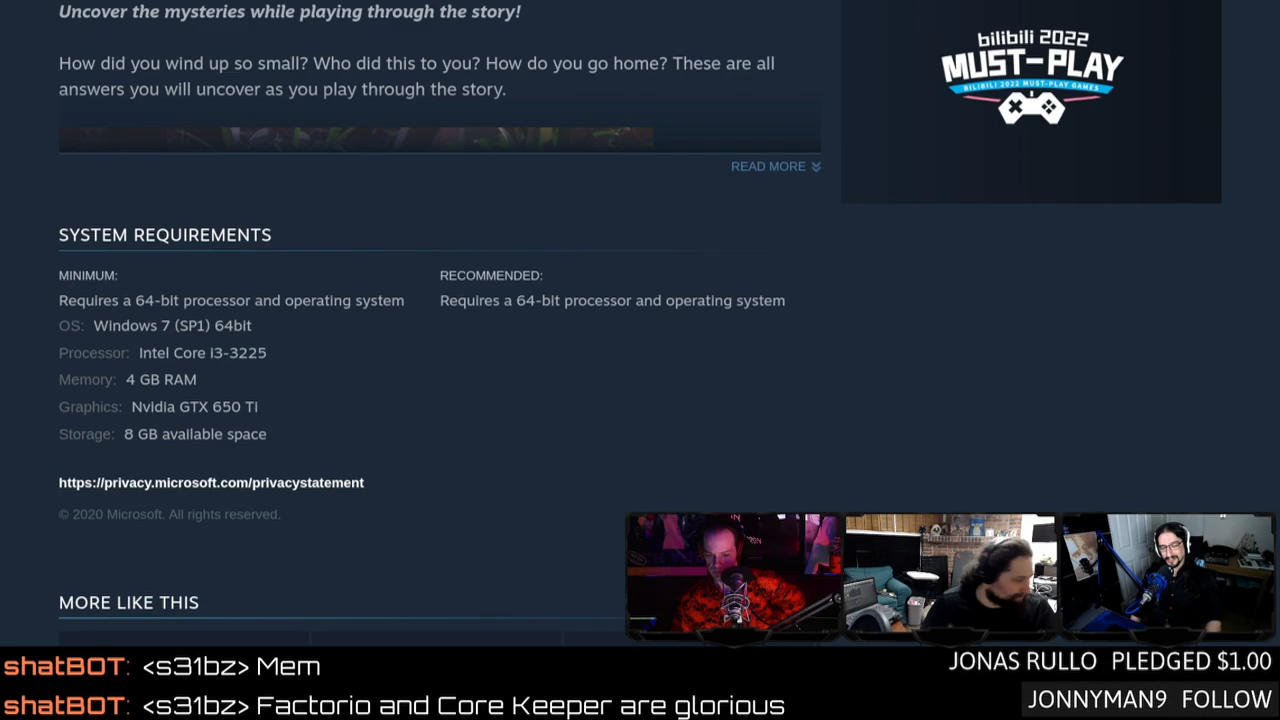 Uncover the mysteries while playing through the story!
How did you wind up so small? Who did this to you? How do you go home? These are all
answers you will uncover as you play through the story.
READ MORE
bilibili 2022
MUST-PLAY
BILIBILI 2022 MUST-PLAY GAMES
SYSTEM REQUIREMENTS
MINIMUM:
Requires a 64-bit processor and operating system
OS: Windows 7 (SP1) 64bit
Processor: Intel Core i3-3225
Memory: 4 GB RAM
Graphics: Nvidia GTX 650 Ti
Storage: 8 GB available space
RECOMMENDED:
Requires a 64-bit processor and operating system
https://privacy.microsoft.com/privacystatement
© 2020 Microsoft. All rights reserved.
MORE LIKE THIS
shatBOT: <s31bz> Mem
shatBOT: <s31bz> Factorio and Core Keeper are glorious
JONAS RULLO PLEDGED $1.00
JONNYMAN9 FOLLOW